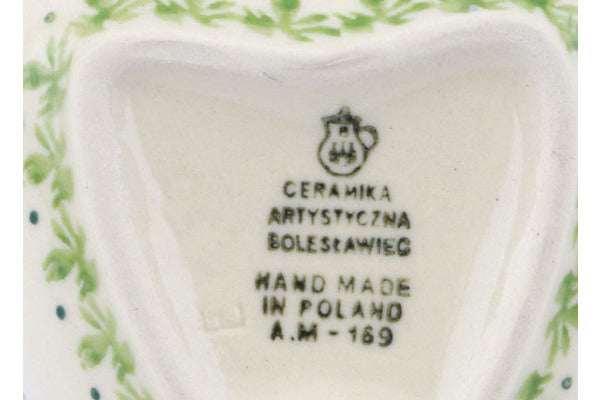 CERAMIKA
ARTYSTYCZNA
BOLESŁAWIEC
HAND MADE
IN POLAND
A.M - 169